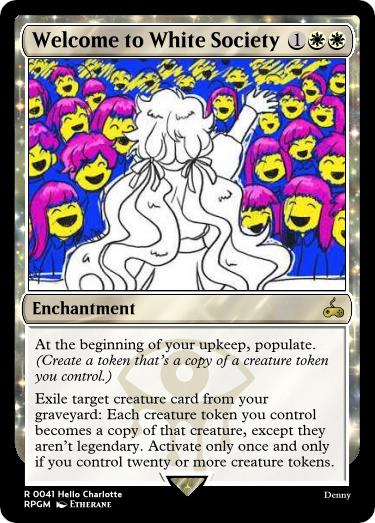 Welcome to White Society 1
Enchantment
At the beginning of your upkeep, populate.
(Create a token that's a copy of a creature token
you control.)
Exile target creature card from your
graveyard: Each creature token you control
becomes a copy of that creature, except they
aren't legendary. Activate only once and only
if you control twenty or more creature tokens.
R 0041 Hello Charlotte
RPGM ETHERANE
Denny